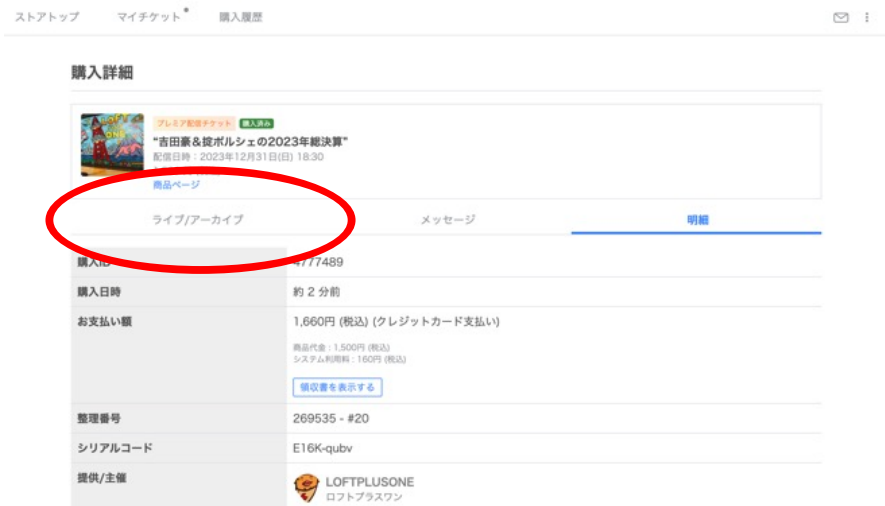 ストアトップ マイチケット 購入履歴
購入詳細
プレミア配信チケット 購入済み
"吉田豪&掟ポルシェの2023年総決算"
配信日時：2023年12月31日(日) 18:30
商品ページ
ライブ/アーカイブ メッセージ 明細
購入ID 4777489
購入日時 約 2 分前
お支払い額 1,660円 (税込) (クレジットカード支払い)
商品代金：1,500円 (税込)
システム利用料：160円 (税込)
領収書を表示する
整理番号 269535 - #20
シリアルコード E16K-qubv
提供/主催 LOFTPLUSONE
ロフトプラスワン